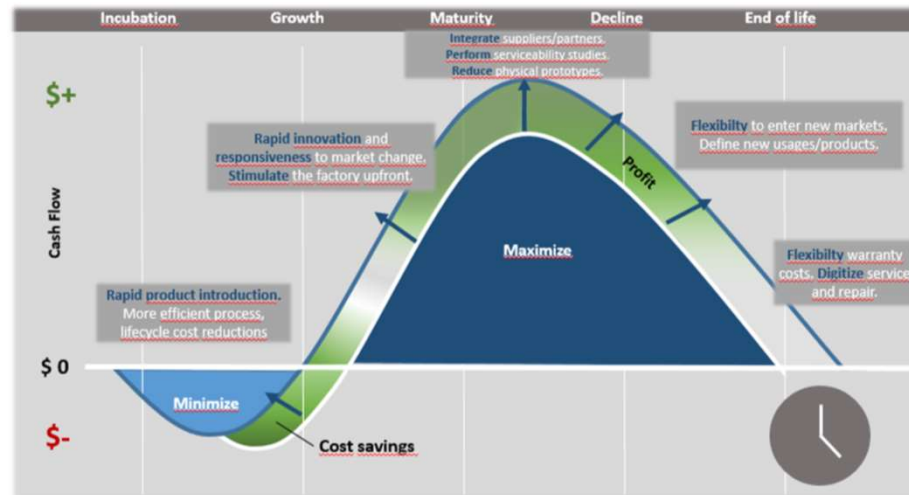 Incubation
Growth
Maturity
Decline
End of life
Integrate suppliers/partners.
Perform serviceability studies.
Reduce physical prototypes.
$+
Flexibilty to enter new markets.
Define new usages/products.
Rapid innovation and
responsiveness to market change.
Stimulate the factory upfront.
Profit
Cash Flow
Maximize
Flexibilty warranty
costs. Digitize service
and repair.
Rapid product introduction.
More efficient process,
lifecycle cost reductions
$ 0
Minimize
$-
Cost savings